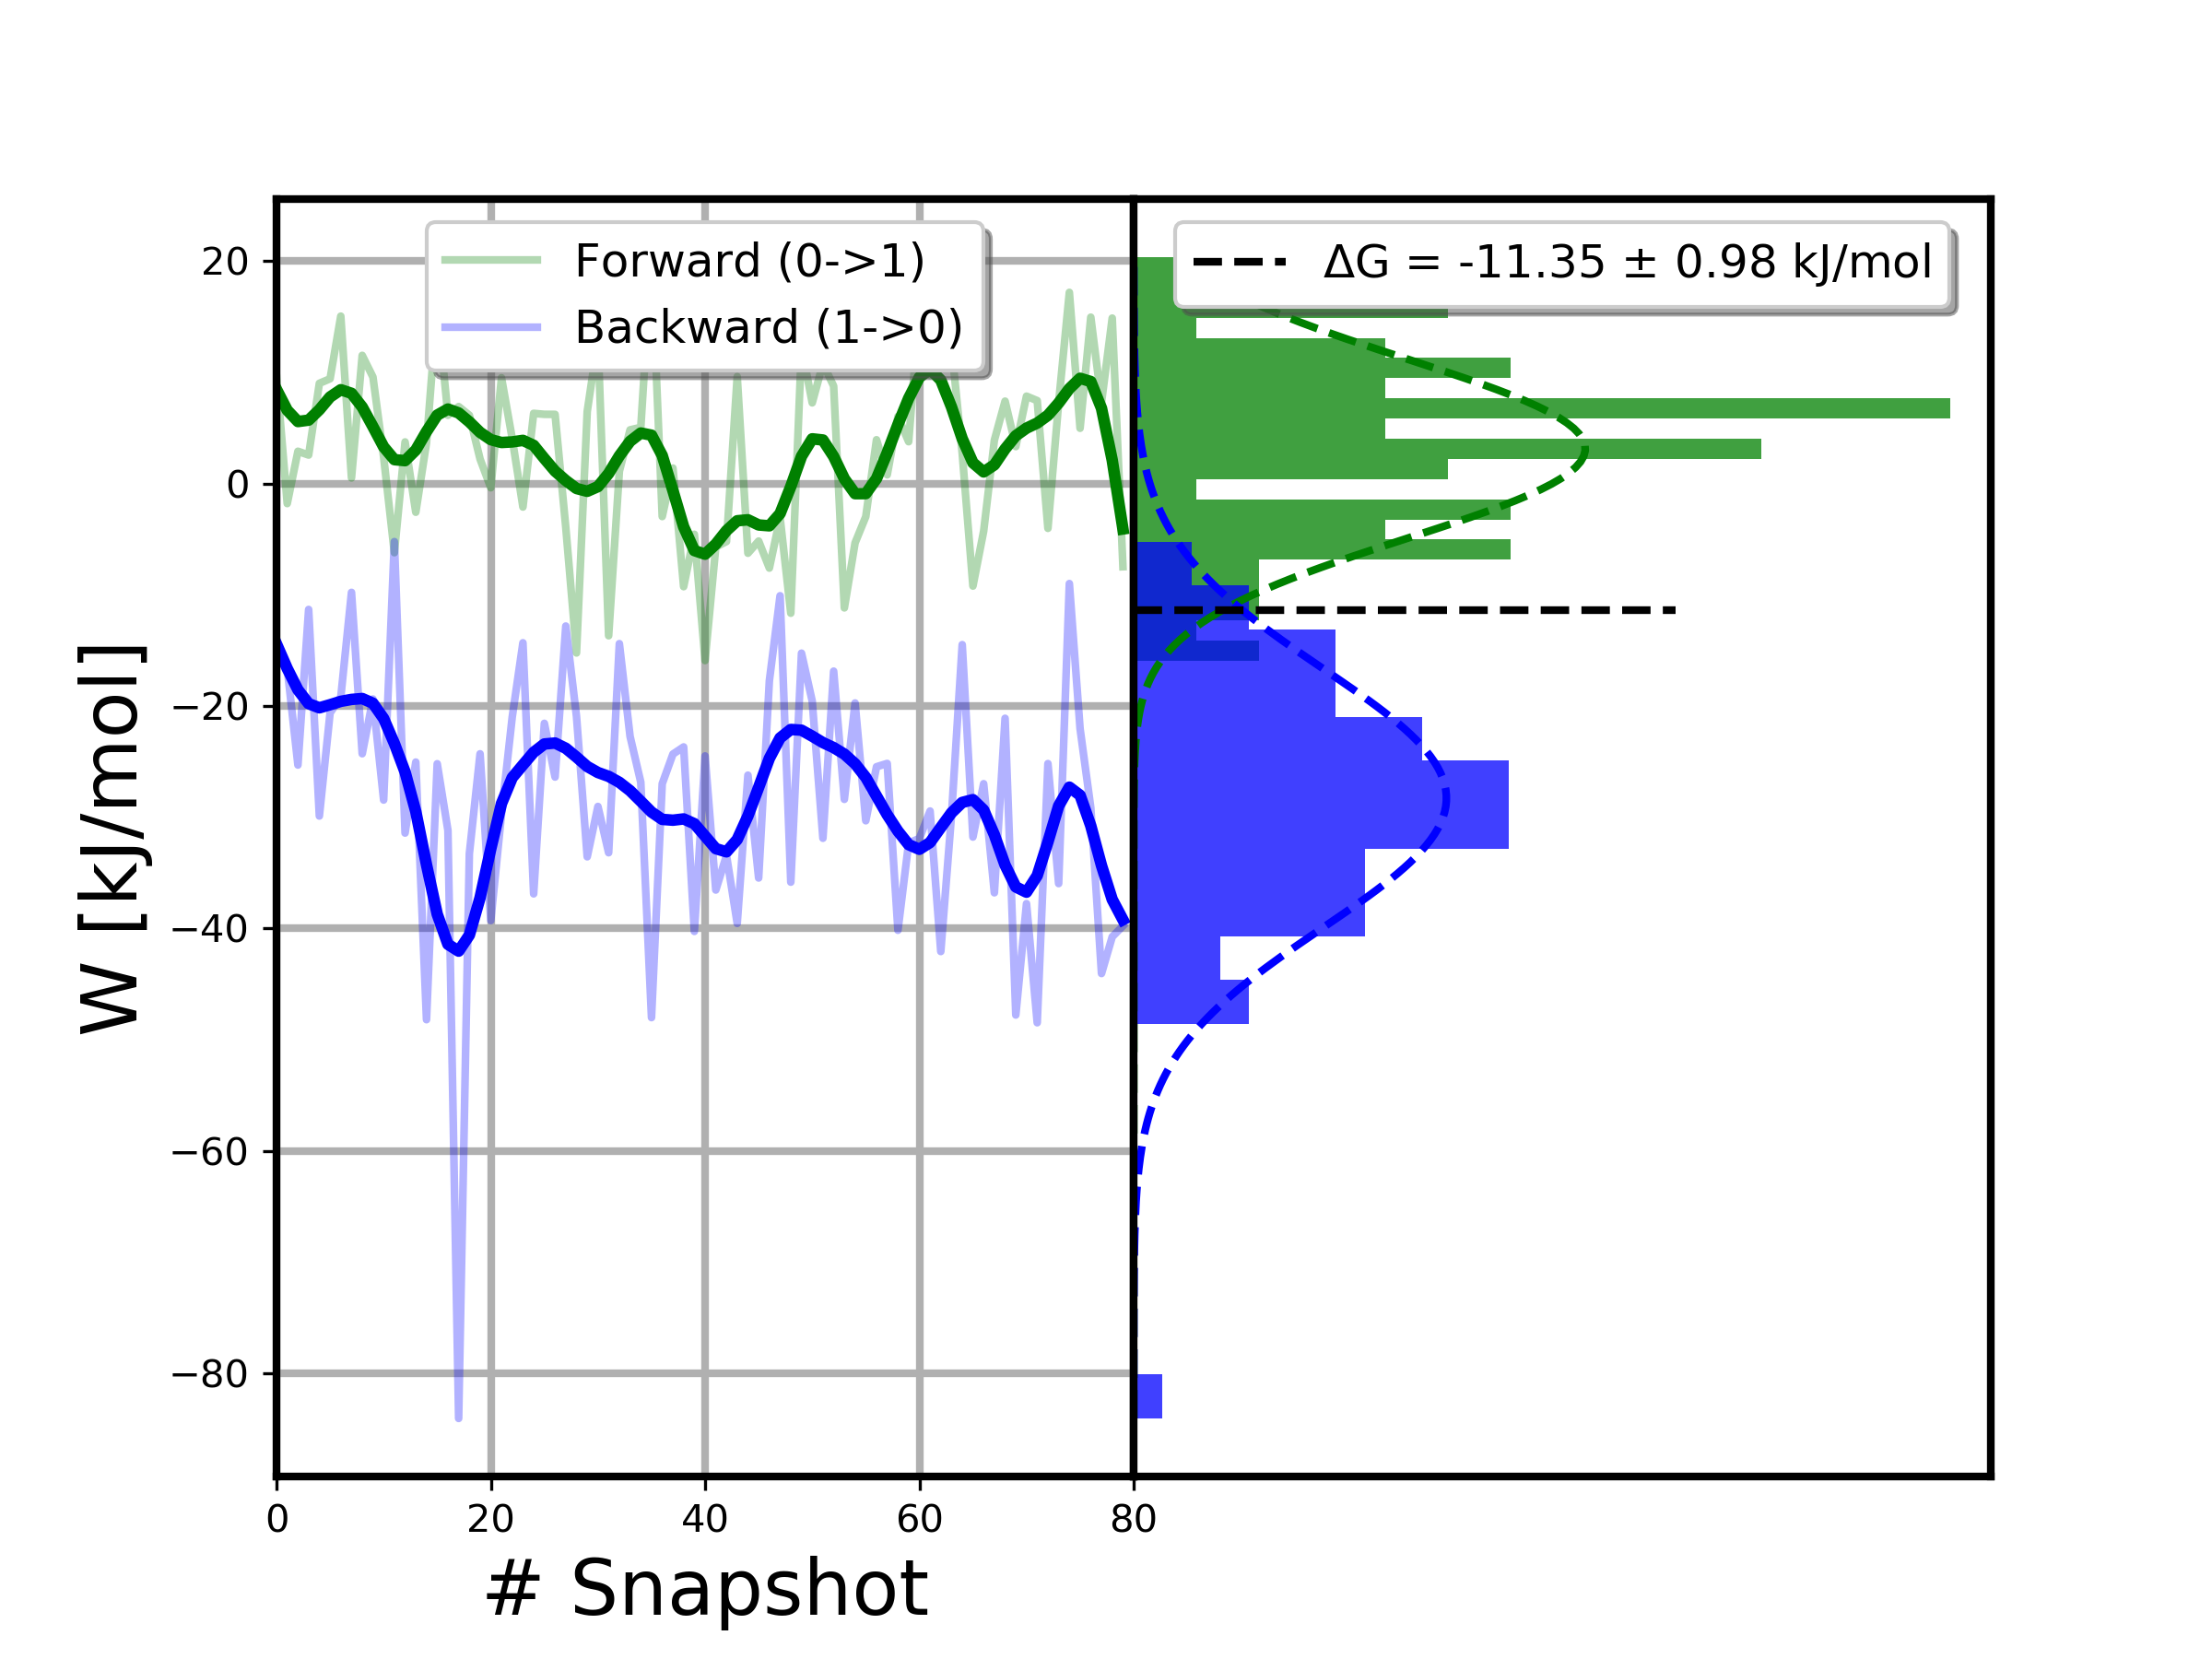 Forward (0->1)
Backward (1->0)
ΔG = -11.35 ± 0.98 kJ/mol
W [kJ/mol]
20
0
−20
−40
−60
−80
0 20 40 60 80
# Snapshot